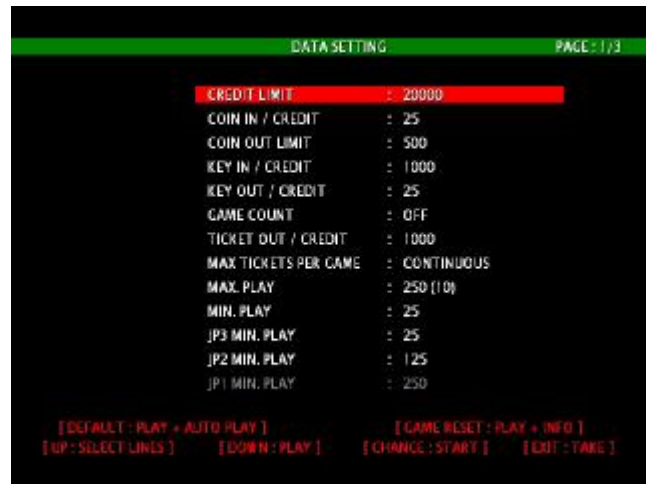 DATA SETTING PAGE : 1/3
CREDIT LIMIT : 20000
COIN IN / CREDIT : 25
COIN OUT LIMIT : 500
KEY IN / CREDIT : 1000
KEY OUT / CREDIT : 25
GAME COUNT : OFF
TICKET OUT / CREDIT : 1000
MAX TICKETS PER GAME : CONTINUOUS
MAX. PLAY : 250 (10)
MIN. PLAY : 25
JP3 MIN. PLAY : 25
JP2 MIN. PLAY : 125
JP1 MIN. PLAY : 250
[ DEFAULT : PLAY + AUTO PLAY ] [ GAME RESET : PLAY + INFO ]
[ UP : SELECT LINES ] [ DOWN : PLAY ] [ CHANCE : START ] [ EXIT : TAKE ]